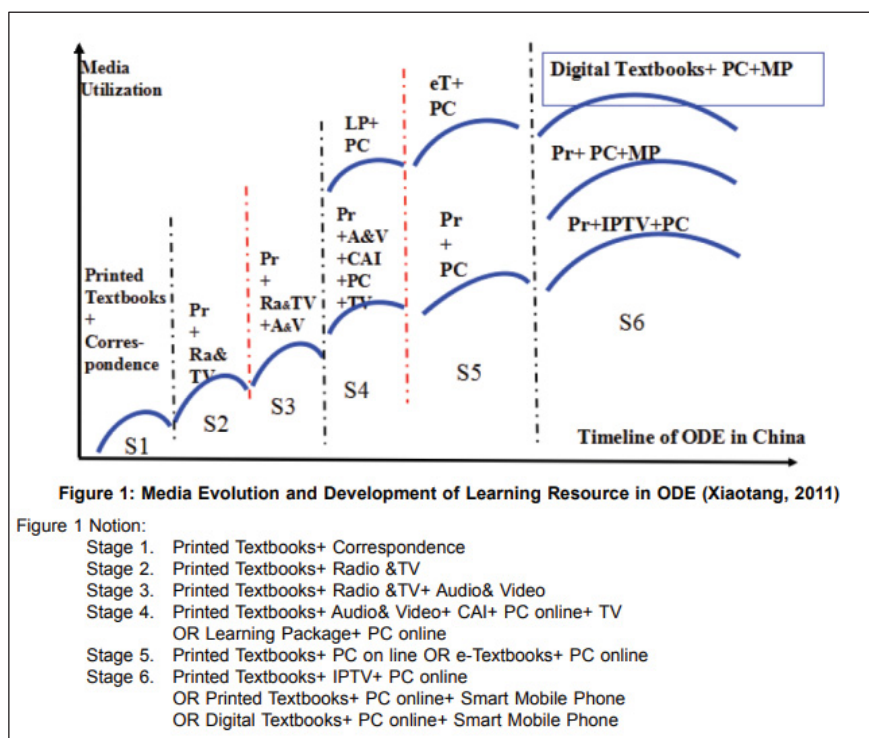 Media
Utilization
Digital Textbooks+ PC+MP
eT+
PC
LP+
PC
Pr+ PC+MP
Pr
+A&V
+CAI
+PC
+TV
Pr
+
PC
Pr+IPTV+PC
Pr
+
Ra&TV
+A&V
Printed
Textbooks
+
Corres-
pondence
Pr
+
Ra&
TV
S1
S2
S3
S4
S5
S6
Timeline of ODE in China
Figure 1: Media Evolution and Development of Learning Resource in ODE (Xiaotang, 2011)
Figure 1 Notion:
Stage 1. Printed Textbooks+ Correspondence
Stage 2. Printed Textbooks+ Radio &TV
Stage 3. Printed Textbooks+ Radio &TV+ Audio& Video
Stage 4. Printed Textbooks+ Audio& Video+ CAI+ PC online+ TV
OR Learning Package+ PC online
Stage 5. Printed Textbooks+ PC on line OR e-Textbooks+ PC online
Stage 6. Printed Textbooks+ IPTV+ PC online
OR Printed Textbooks+ PC online+ Smart Mobile Phone
OR Digital Textbooks+ PC online+ Smart Mobile Phone